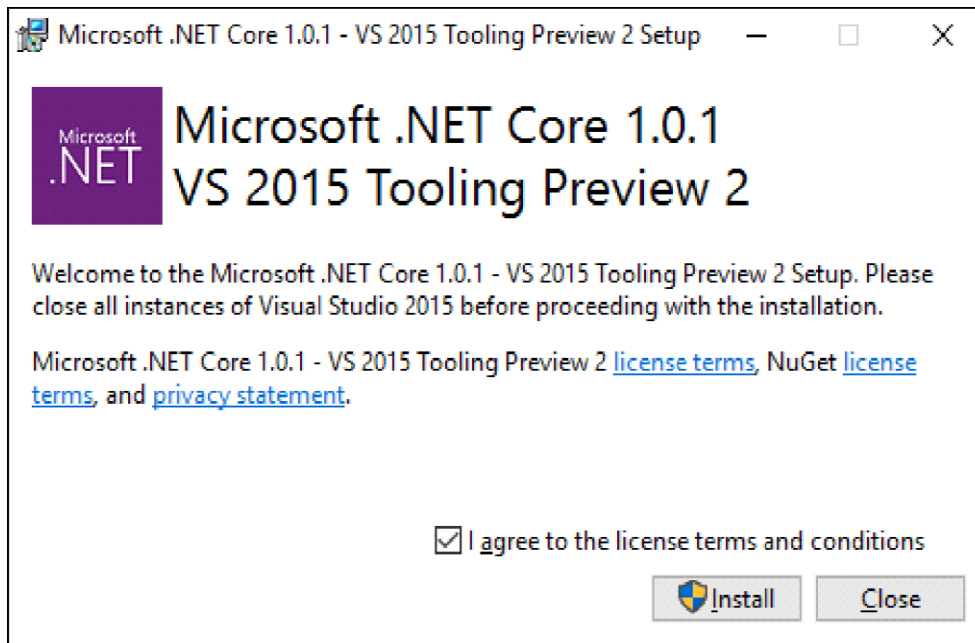 Microsoft .NET Core 1.0.1 - VS 2015 Tooling Preview 2 Setup
Microsoft
.NET
Microsoft .NET Core 1.0.1
VS 2015 Tooling Preview 2
Welcome to the Microsoft .NET Core 1.0.1 - VS 2015 Tooling Preview 2 Setup. Please
close all instances of Visual Studio 2015 before proceeding with the installation.
Microsoft .NET Core 1.0.1 - VS 2015 Tooling Preview 2 license terms, NuGet license
terms, and privacy statement.
I agree to the license terms and conditions
Install Close